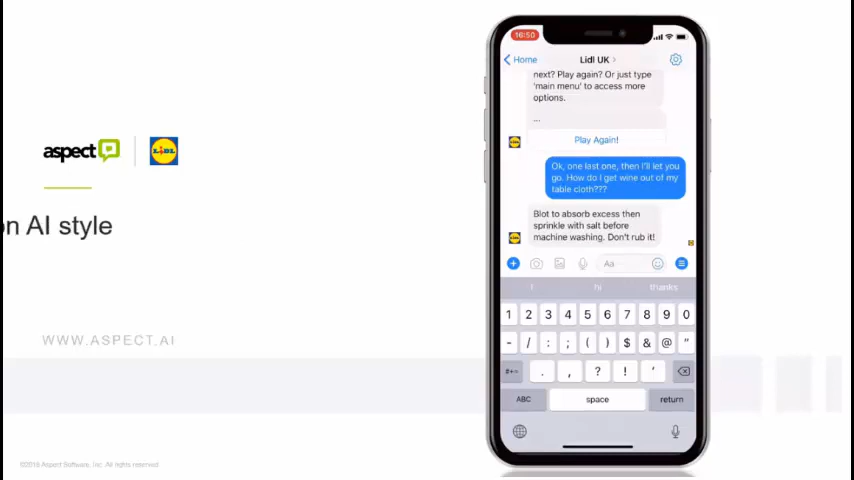 aspect
LIDL
on AI style
WWW.ASPECT.AI
©2018 Aspect Software, Inc. All rights reserved.
16:50
Home
Lidl UK
next? Play again? Or just type
'main menu' to access more
options.
...
Play Again!
Ok, one last one, then I'll let you
go. How do I get wine out of my
table cloth???
Blot to absorb excess then
sprinkle with salt before
machine washing. Don't rub it!
Aa
I hi thanks
1 2 3 4 5 6 7 8 9 0
- / : ; ( ) $ & @ "
#+= . , ? ! '
ABC space return